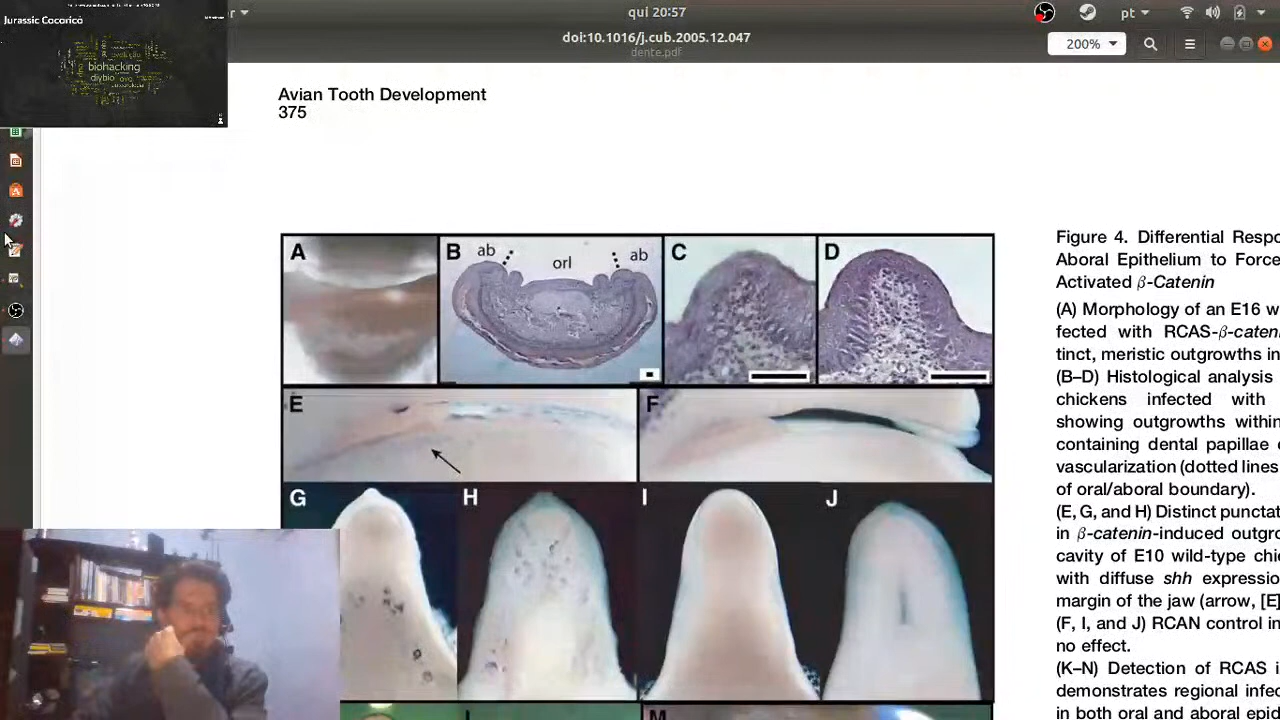 Jurassic Cacaricó
evolução
biohacking
diybio
ovo
qui 20:57
pt
doi:10.1016/j.cub.2005.12.047
dente.pdf
200%
Avian Tooth Development
375
A
B
ab
orl
ab
C
D
E
F
G
H
I
J
M
Figure 4. Differential Respo
Aboral Epithelium to Force
Activated β-Catenin
(A) Morphology of an E16 w
fected with RCAS-β-caten
tinct, meristic outgrowths in
(B–D) Histological analysis
chickens infected with
showing outgrowths within
containing dental papillae
vascularization (dotted lines
of oral/aboral boundary).
(E, G, and H) Distinct punctat
in β-catenin-induced outgro
cavity of E10 wild-type chi
with diffuse shh expressio
margin of the jaw (arrow, [E]
(F, I, and J) RCAN control in
no effect.
(K–N) Detection of RCAS i
demonstrates regional infec
in both oral and aboral epid